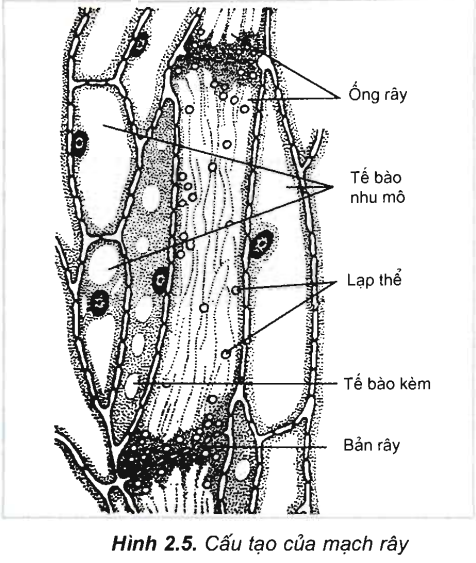 Ống rây
Tế bào
nhu mô
Lạp thể
Tế bào kèm
Bản rây
Hình 2.5. Cấu tạo của mạch rây